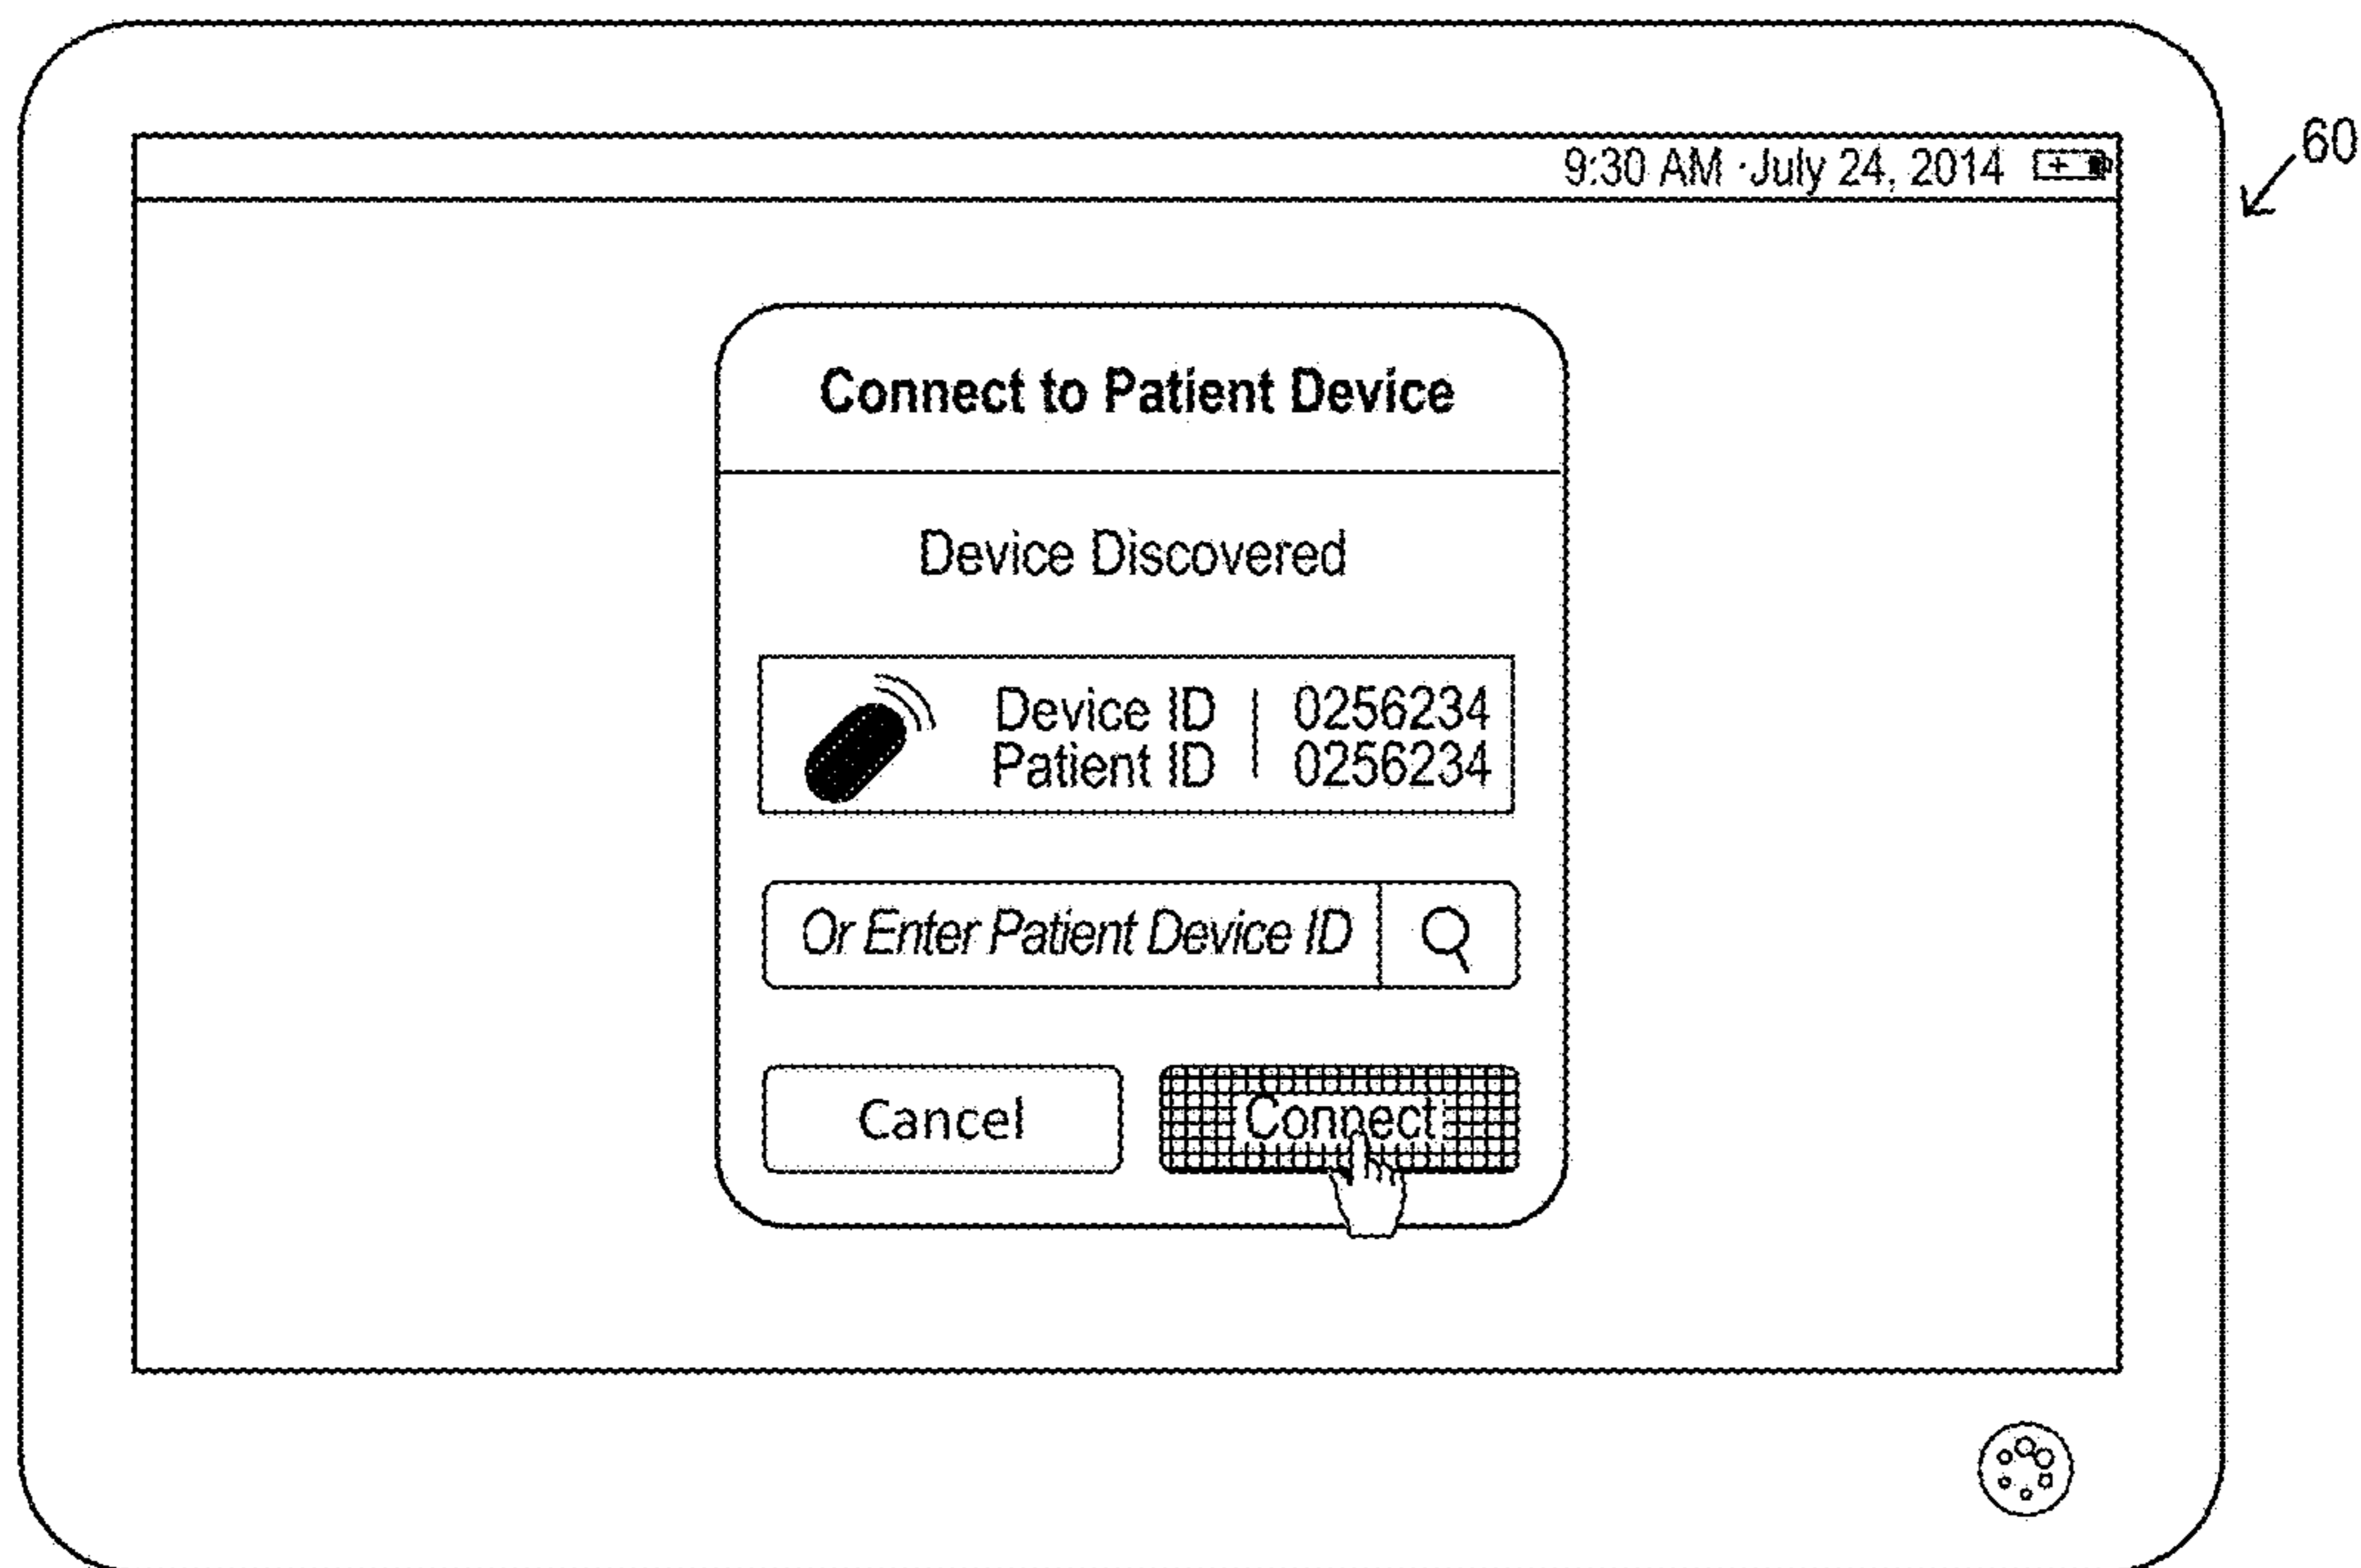 9:30 AM · July 24, 2014
60
Connect to Patient Device
Device Discovered
Device ID | 0256234
Patient ID | 0256234
Or Enter Patient Device ID
Cancel
Connect